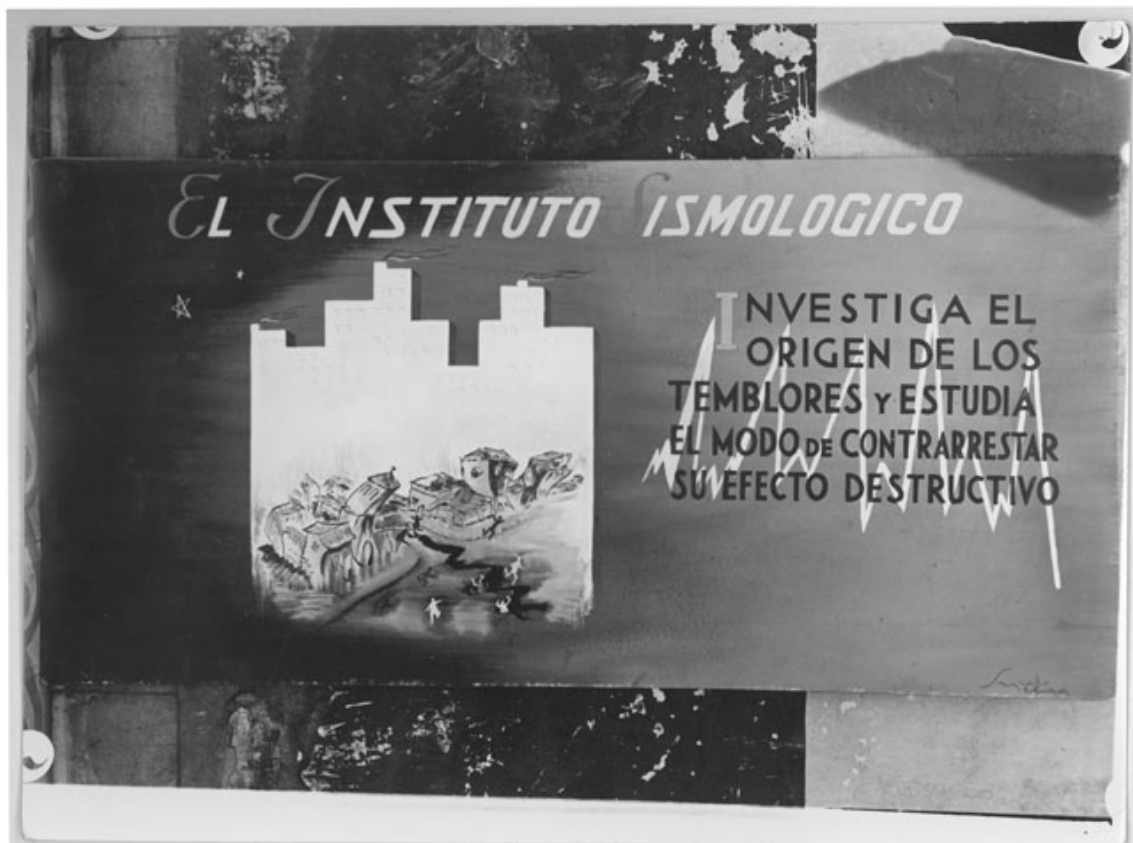 EL INSTITUTO SISMOLOGICO
INVESTIGA EL
ORIGEN DE LOS
TEMBLORES Y ESTUDIA
EL MODO DE CONTRARRESTAR
SU EFECTO DESTRUCTIVO